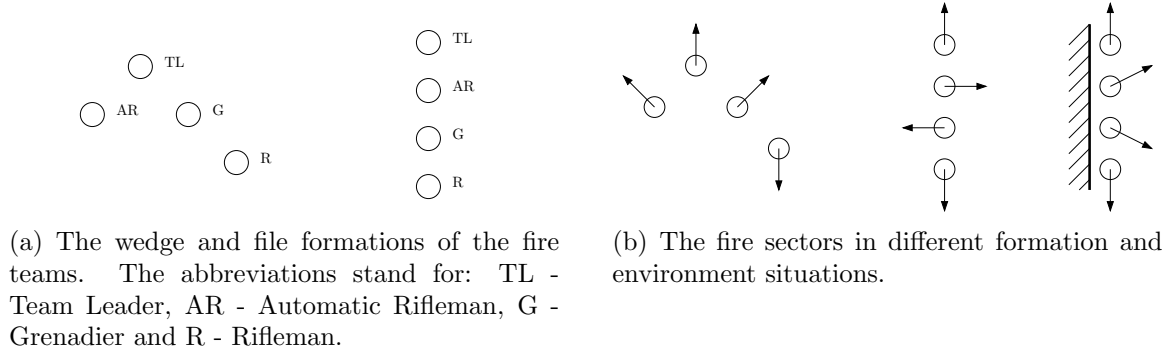 TL
AR
G
R
TL
AR
G
R
(a) The wedge and file formations of the fire
teams. The abbreviations stand for: TL -
Team Leader, AR - Automatic Rifleman, G -
Grenadier and R - Rifleman.
(b) The fire sectors in different formation and
environment situations.